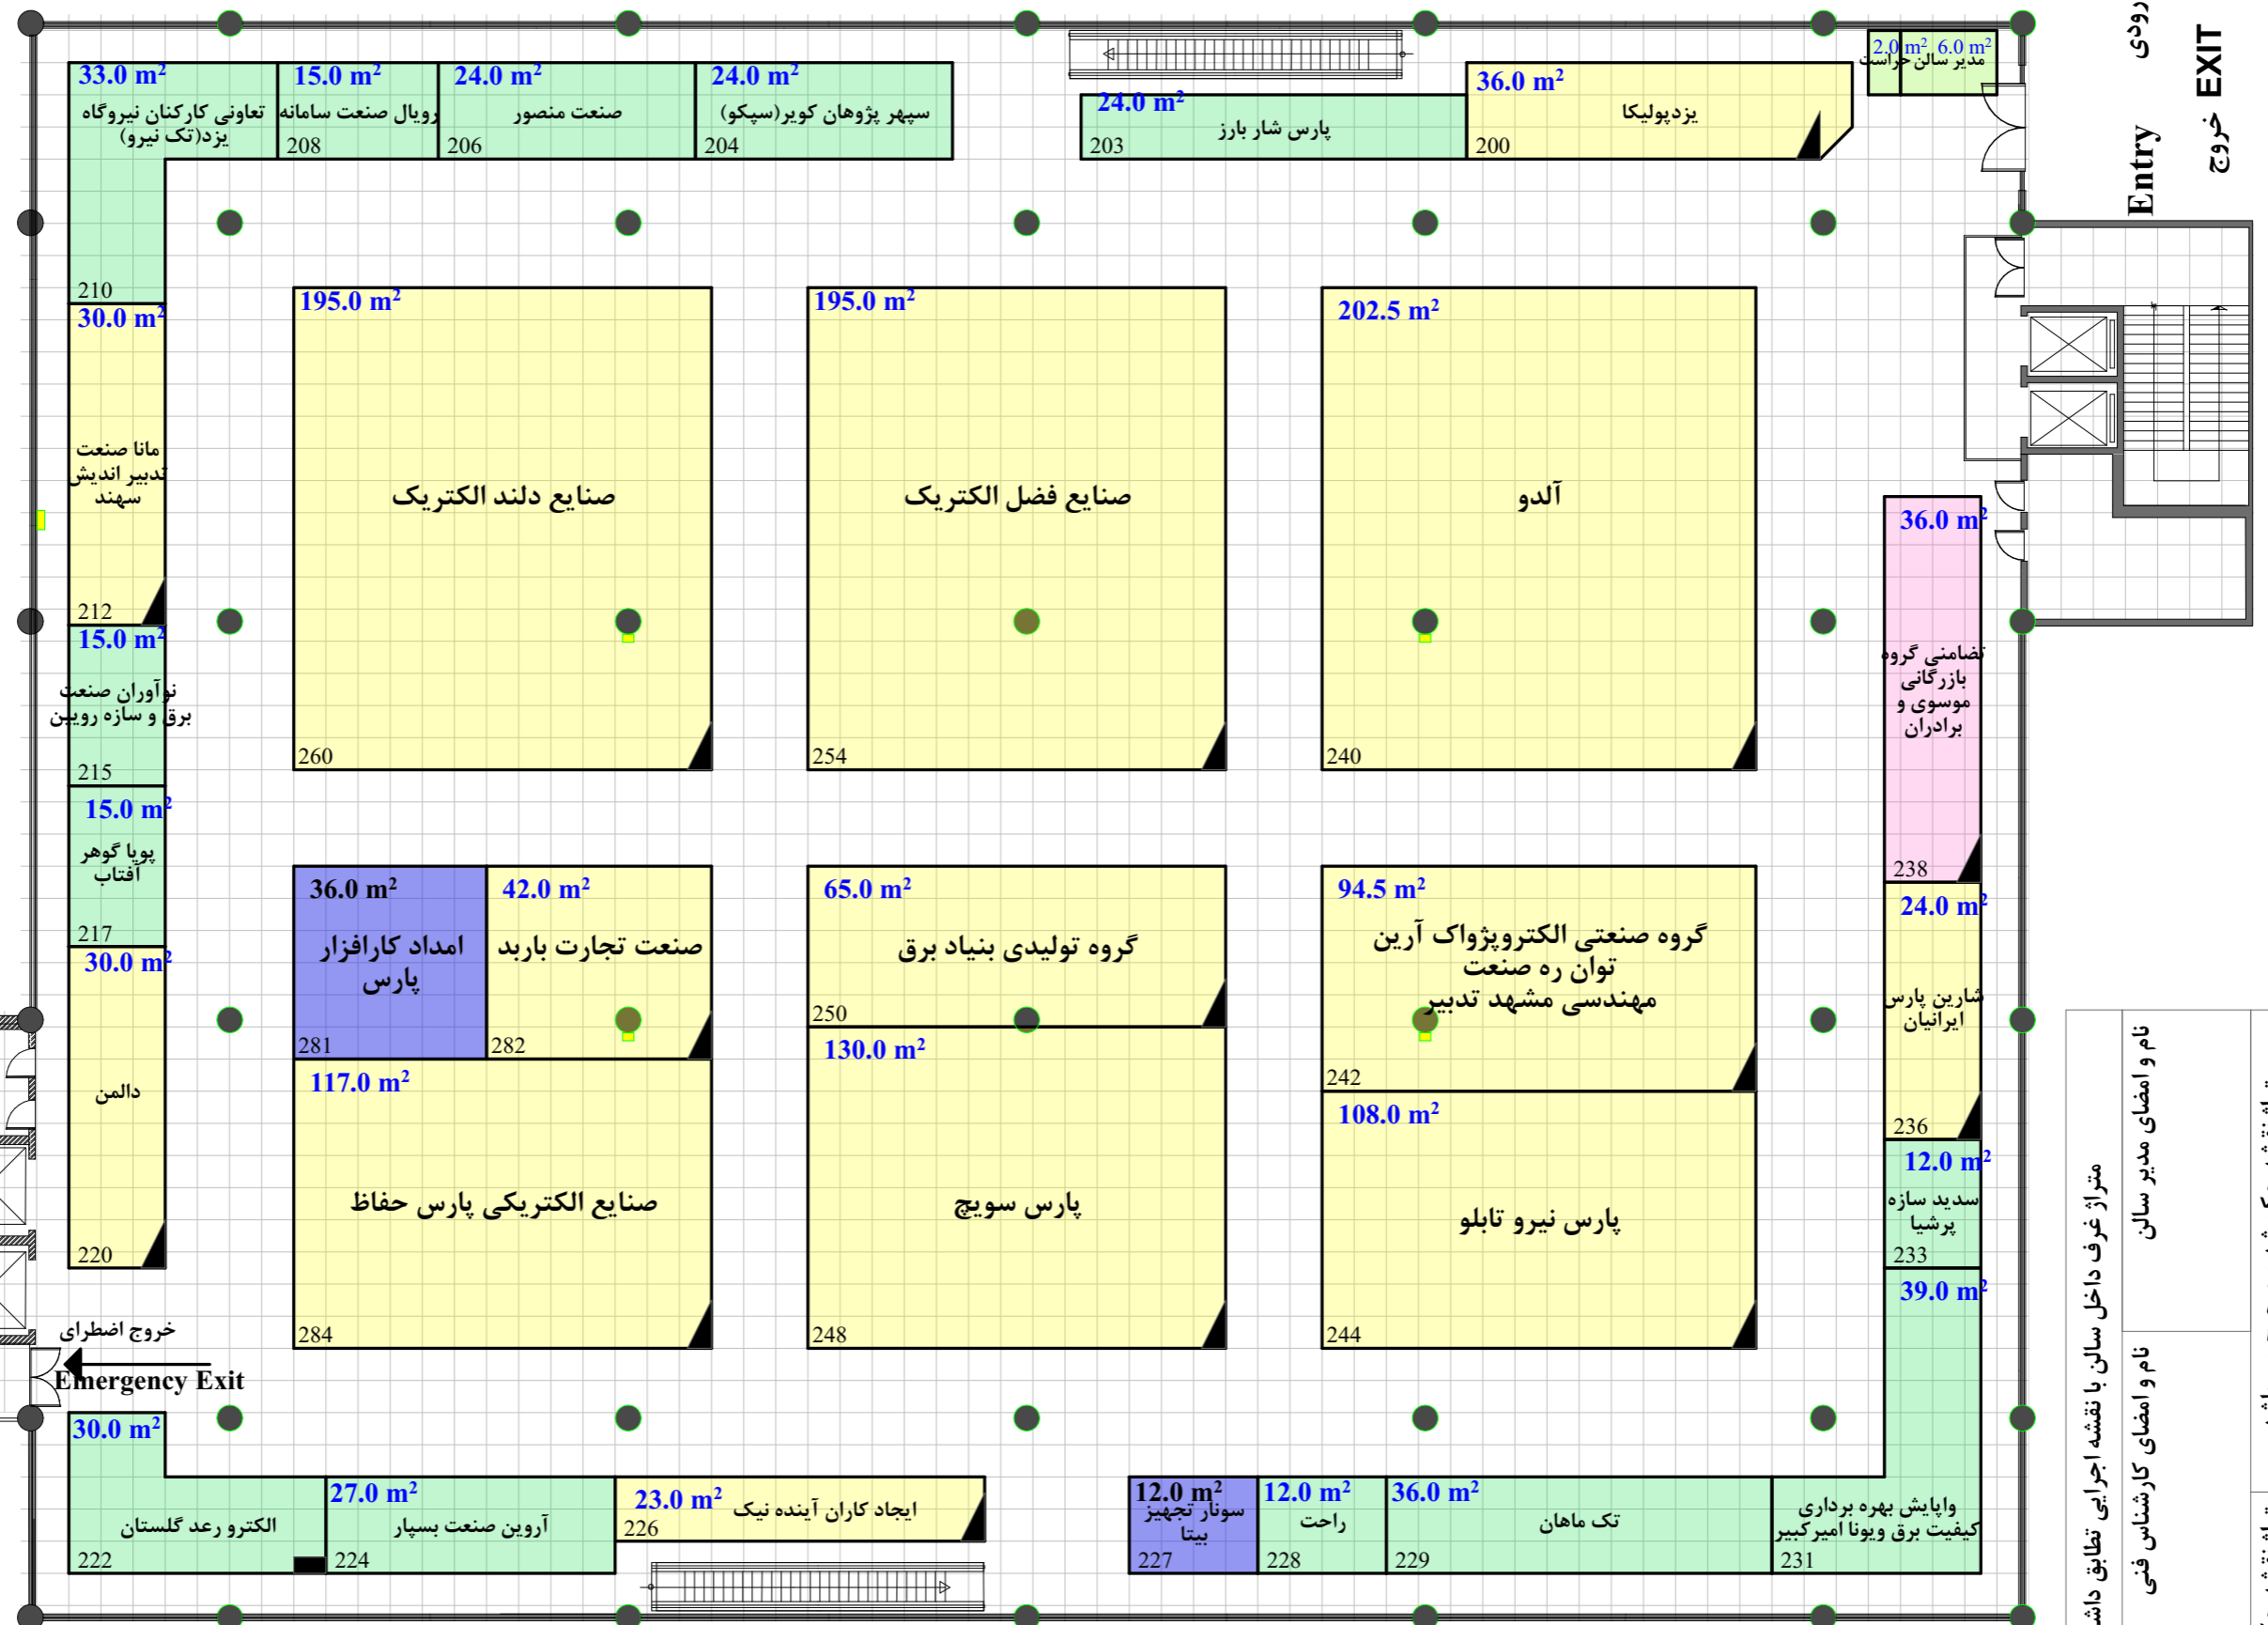 33.0 m²
تعاونی کارکنان نیروگاه
یزد(تک نیرو)
210
15.0 m²
رویال صنعت سامانه
208
24.0 m²
صنعت منصور
206
24.0 m²
سپهر پژوهان کویر(سپکو)
204
24.0 m²
پارس شار بارز
203
36.0 m²
یزدپولیکا
200
2.0 m²
حراست
6.0 m²
مدیر سالن
Entry
خروج EXIT
30.0 m²
مانا صنعت
تدبیر اندیش
سهند
212
195.0 m²
صنایع دلند الکتریک
260
195.0 m²
صنایع فضل الکتریک
254
202.5 m²
آلدو
240
36.0 m²
تضامنی گروه
بازرگانی
موسوی و
برادران
238
15.0 m²
نوآوران صنعت
برق و سازه رویین
215
15.0 m²
پویا گوهر
آفتاب
217
30.0 m²
دالمن
220
36.0 m²
امداد کارافزار
پارس
281
42.0 m²
صنعت تجارت باربد
282
117.0 m²
صنایع الکتریکی پارس حفاظ
284
65.0 m²
گروه تولیدی بنیاد برق
250
130.0 m²
پارس سویچ
248
94.5 m²
گروه صنعتی الکتروپژواک آرین
توان ره صنعت
مهندسی مشهد تدبیر
242
108.0 m²
پارس نیرو تابلو
244
24.0 m²
شارین پارس
ایرانیان
236
12.0 m²
سدید سازه
پرشیا
233
39.0 m²
واپایش بهره برداری
کیفیت برق ویونا امیرکبیر
231
خروج اضطرای
Emergency Exit
30.0 m²
الکترو رعد گلستان
222
27.0 m²
آروین صنعت بسپار
224
23.0 m²
ایجاد کاران آینده نیک
226
12.0 m²
سونار تجهیز
بیتا
227
12.0 m²
راحت
228
36.0 m²
تک ماهان
229
متراژ غرف داخل سالن با نقشه اجرایی تطابق
نام و امضای مدیر سالن
نام و امضای کارشناس فنی